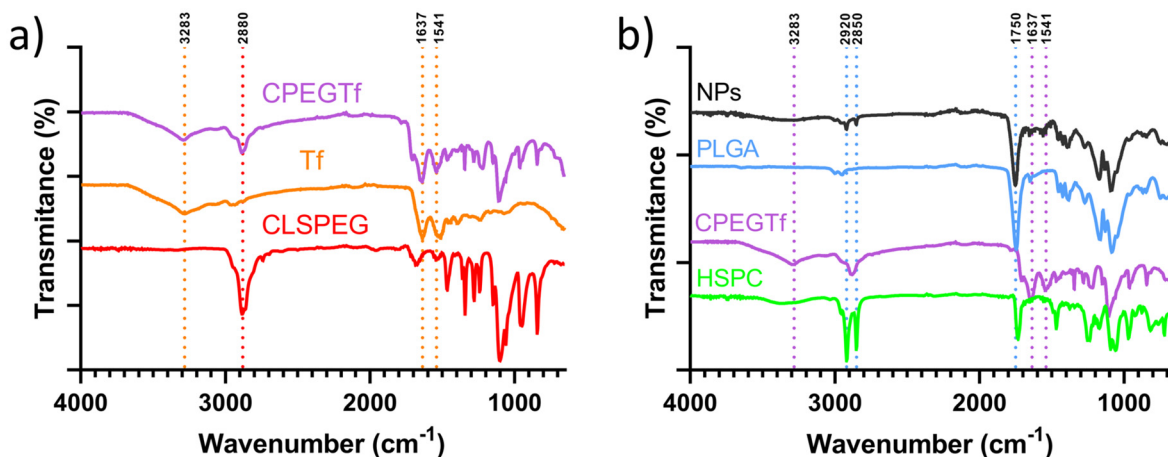 a)
3283
2880
1637
1541
CPEGTf
Tf
CLSPEG
Transmitance (%)
4000
3000
2000
1000
Wavenumber (cm-1)
b)
3283
2920
2850
1750
1637
1541
NPs
PLGA
CPEGTf
HSPC
Transmitance (%)
4000
3000
2000
1000
Wavenumber (cm-1)